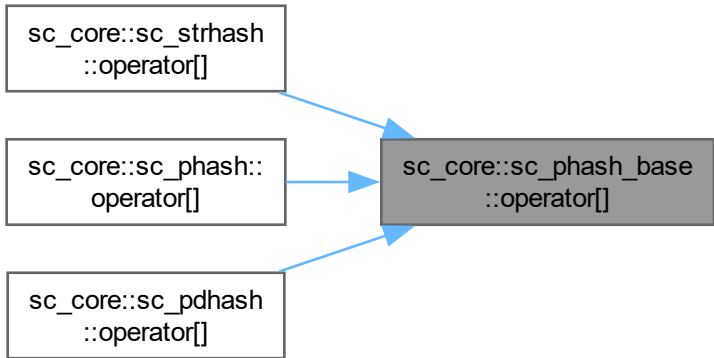 sc_core::sc_strhash
::operator[]
sc_core::sc_phash::
operator[]
sc_core::sc_phash_base
::operator[]
sc_core::sc_pdhash
::operator[]